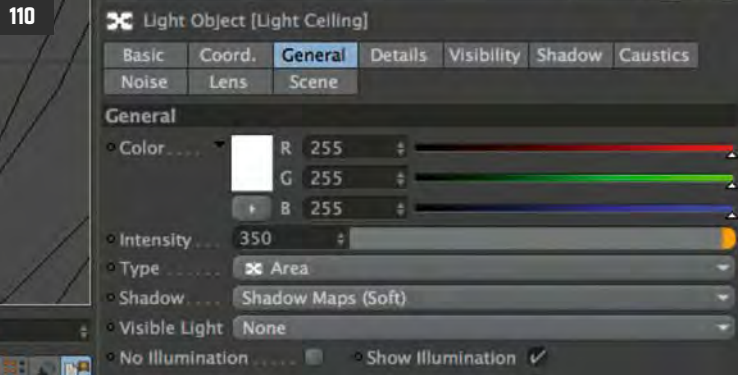 110
Light Object [Light Ceiling]
Basic Coord. General Details Visibility Shadow Caustics
Noise Lens Scene
General
Color.... R 255
G 255
B 255
Intensity... 350
Type...... Area
Shadow.... Shadow Maps (Soft)
Visible Light None
No Illumination..... Show Illumination